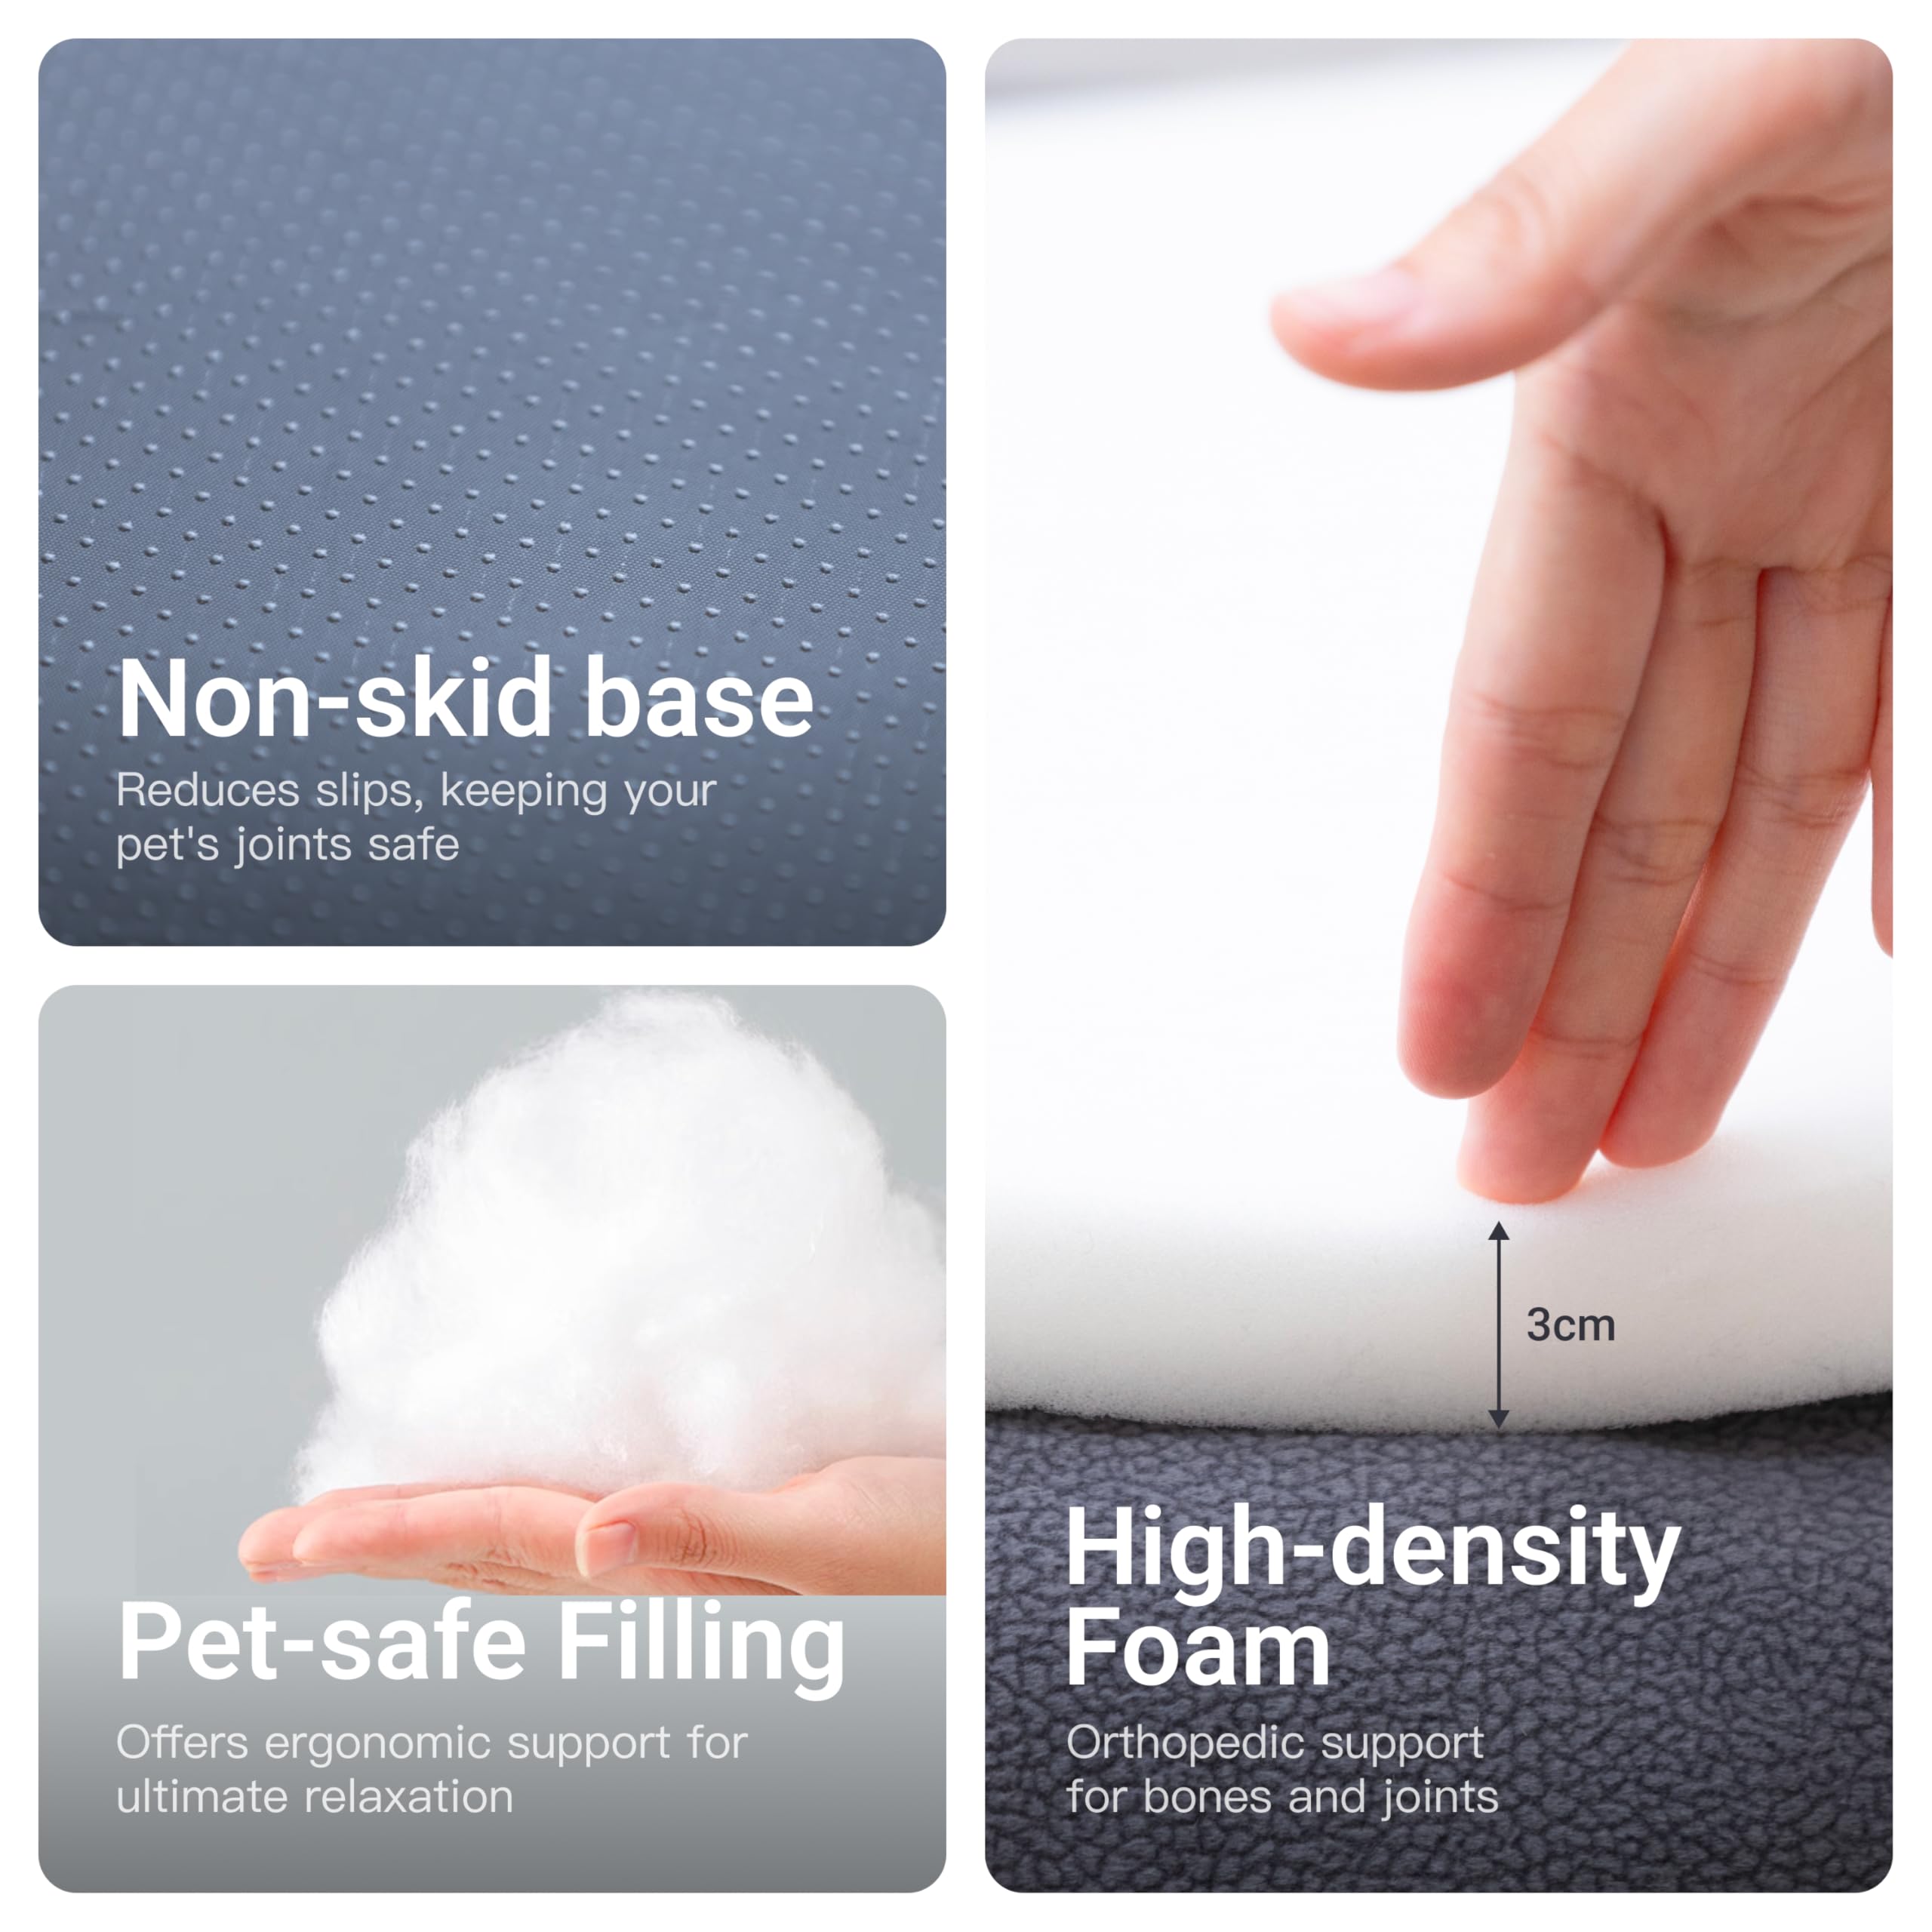 Non-skid base
Reduces slips, keeping your
pet's joints safe
Pet-safe Filling
Offers ergonomic support for
ultimate relaxation
3cm
High-density
Foam
Orthopedic support
for bones and joints